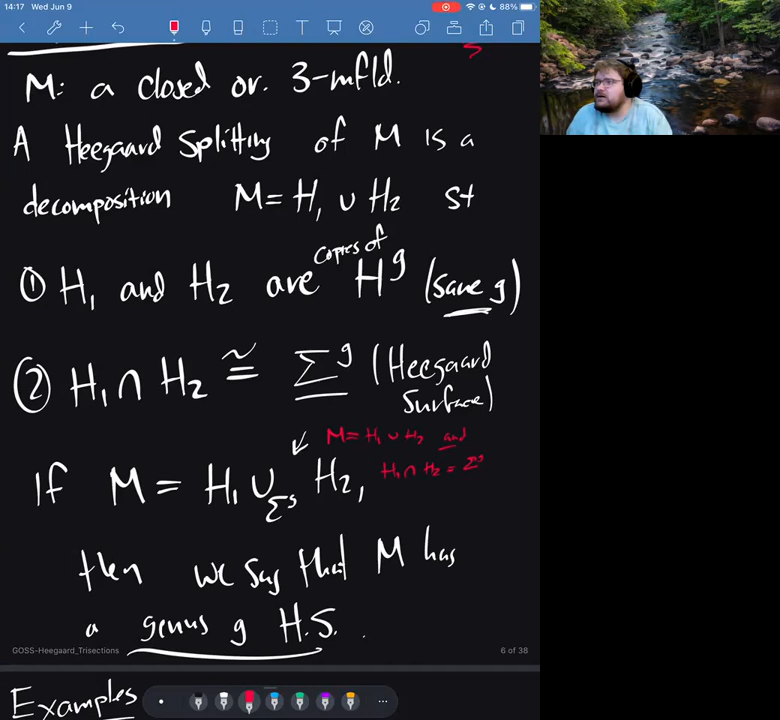 14:17 Wed Jun 9
88%
M: a closed or. 3-mfld.
A Heegaard Splitting of M is a
decomposition M = H₁ ∪ H₂ st
① H₁ and H₂ are copies of H^g (same g)
② H₁ ∩ H₂ ≅ Σ^g (Heegaard
Surface)
M = H₁ ∪ H₂ and
H₁ ∩ H₂ = Σ^g
If M = H₁ ∪_Σ^g H₂,
then we say that M has
a genus g H.S.
GOSS-Heegaard_Trisections
6 of 38
Examples